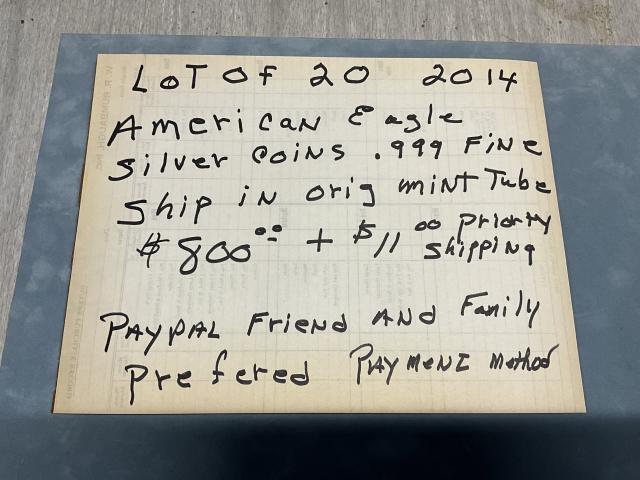 LOT OF 20 2014
American Eagle
Silver Coins .999 Fine
Ship in orig mint Tube
$800.00 + $11.00 Priority
Shipping
PAYPAL Friend AND Family
Prefered PAYMENT Method